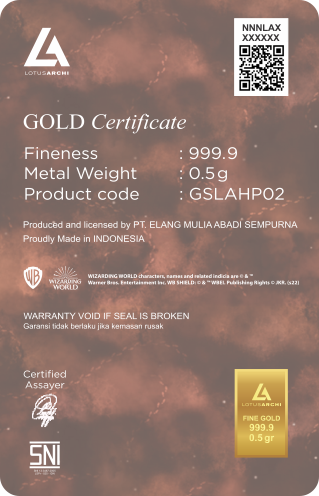 NNNLAX
XXXXXX
LOTUSARCHI
GOLD Certificate
Fineness : 999.9
Metal Weight : 0.5g
Product code : GSLAHP02
Produced and licensed by PT. ELANG MULIA ABADI SEMPURNA
Proudly Made in INDONESIA
WB
WIZARDING
WORLD
WIZARDING WORLD characters, names and related indicia are © & ™
Warner Bros. Entertainment Inc. WB SHIELD: © & ™ WBEI. Publishing Rights © JKR. (s22)
WARRANTY VOID IF SEAL IS BROKEN
Garansi tidak berlaku jika kemasan rusak
Certified
Assayer
SNI
LOTUSARCHI
FINE GOLD
999.9
0.5gr